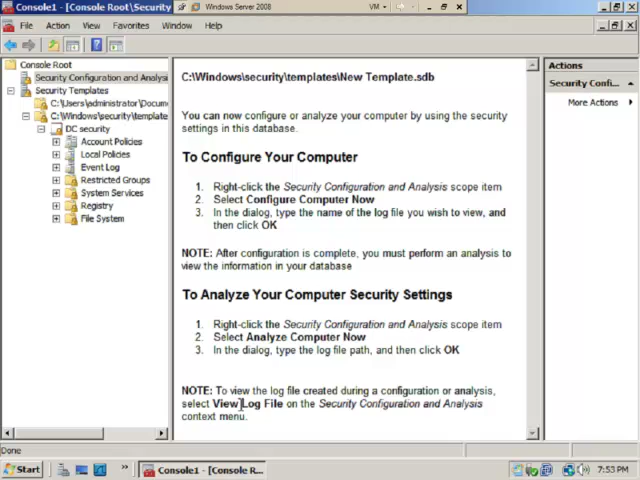 Console1 - [Console Root\Security
Windows Server 2008
VM
File Action View Favorites Window Help
Console Root
Security Configuration and Analysi
Security Templates
C:\Users\administrator\Docum
C:\Windows\security\template
DC security
Account Policies
Local Policies
Event Log
Restricted Groups
System Services
Registry
File System
C:\Windows\security\templates\New Template.sdb
You can now configure or analyze your computer by using the security
settings in this database.
To Configure Your Computer
1. Right-click the Security Configuration and Analysis scope item
2. Select Configure Computer Now
3. In the dialog, type the name of the log file you wish to view, and
then click OK
NOTE: After configuration is complete, you must perform an analysis to
view the information in your database
To Analyze Your Computer Security Settings
1. Right-click the Security Configuration and Analysis scope item
2. Select Analyze Computer Now
3. In the dialog, type the log file path, and then click OK
NOTE: To view the log file created during a configuration or analysis,
select View Log File on the Security Configuration and Analysis
context menu.
Actions
Security Confi...
More Actions
Done
Start
Console1 - [Console R...
7:53 PM